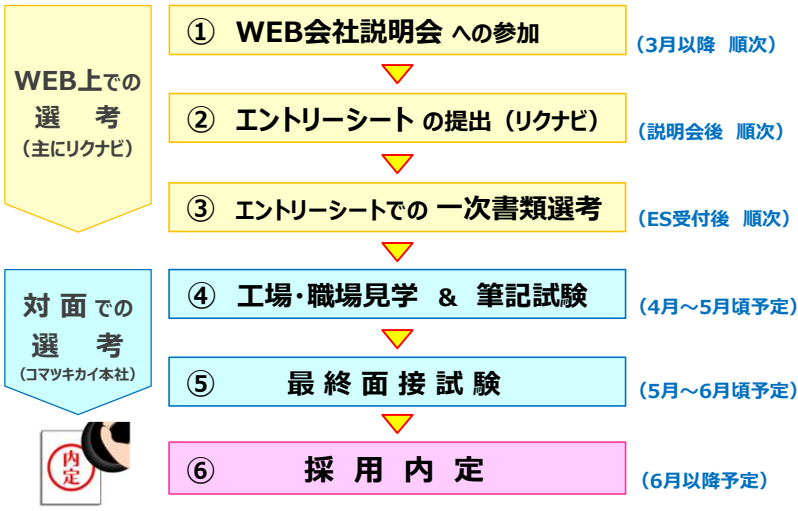 WEB上での
選 考
(主にリクナビ)
① WEB会社説明会 への参加
(3月以降 順次)
② エントリーシート の提出(リクナビ)
(説明会後 順次)
③ エントリーシートでの 一次書類選考
(ES受付後 順次)
対 面 での
選 考
(コマツキカイ本社)
④ 工場・職場見学 & 筆記試験
(4月~5月頃予定)
⑤ 最 終 面 接 試 験
(5月~6月頃予定)
内定
⑥ 採 用 内 定
(6月以降予定)